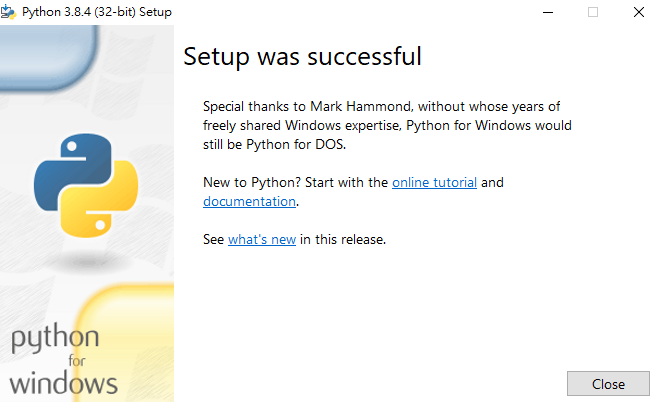 Python 3.8.4 (32-bit) Setup
Setup was successful
Special thanks to Mark Hammond, without whose years of
freely shared Windows expertise, Python for Windows would
still be Python for DOS.
New to Python? Start with the online tutorial and
documentation.
See what's new in this release.
python
for
windows
Close